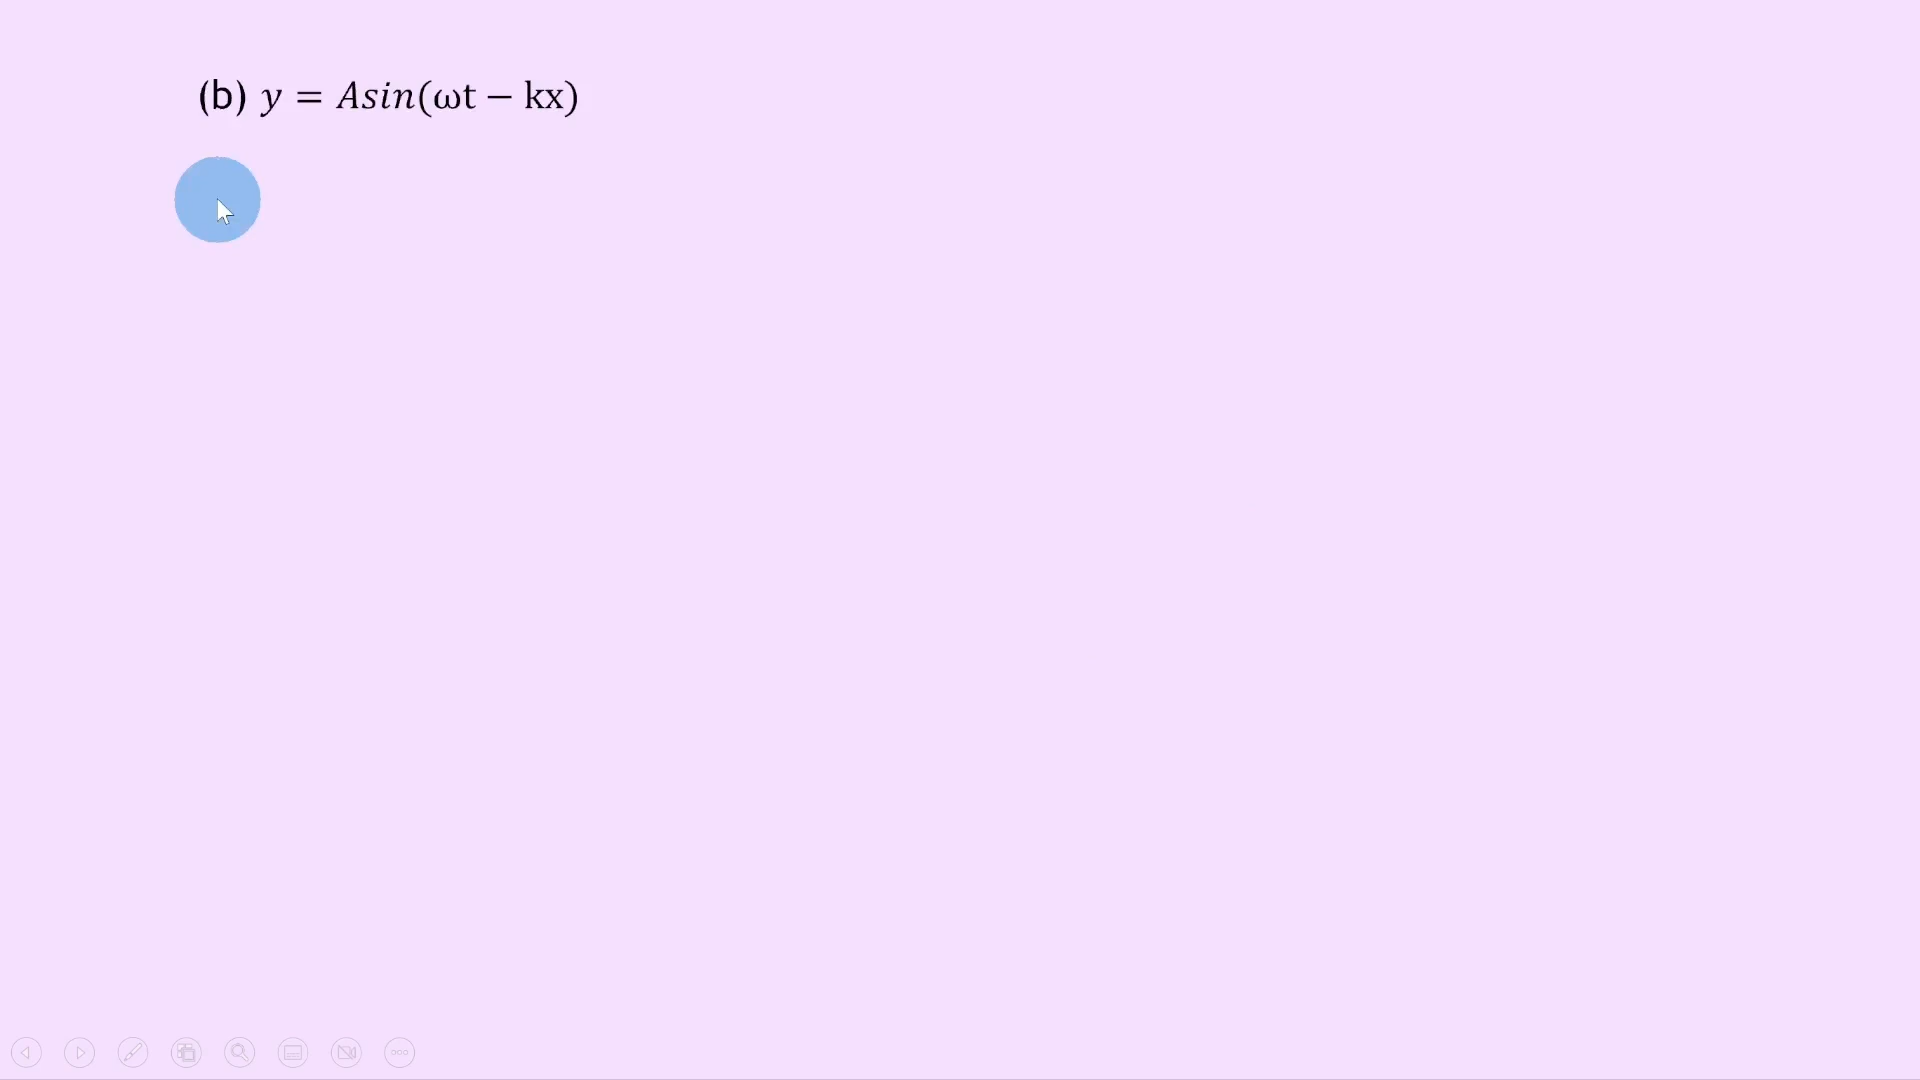 (b) y = Asin(ωt − kx)